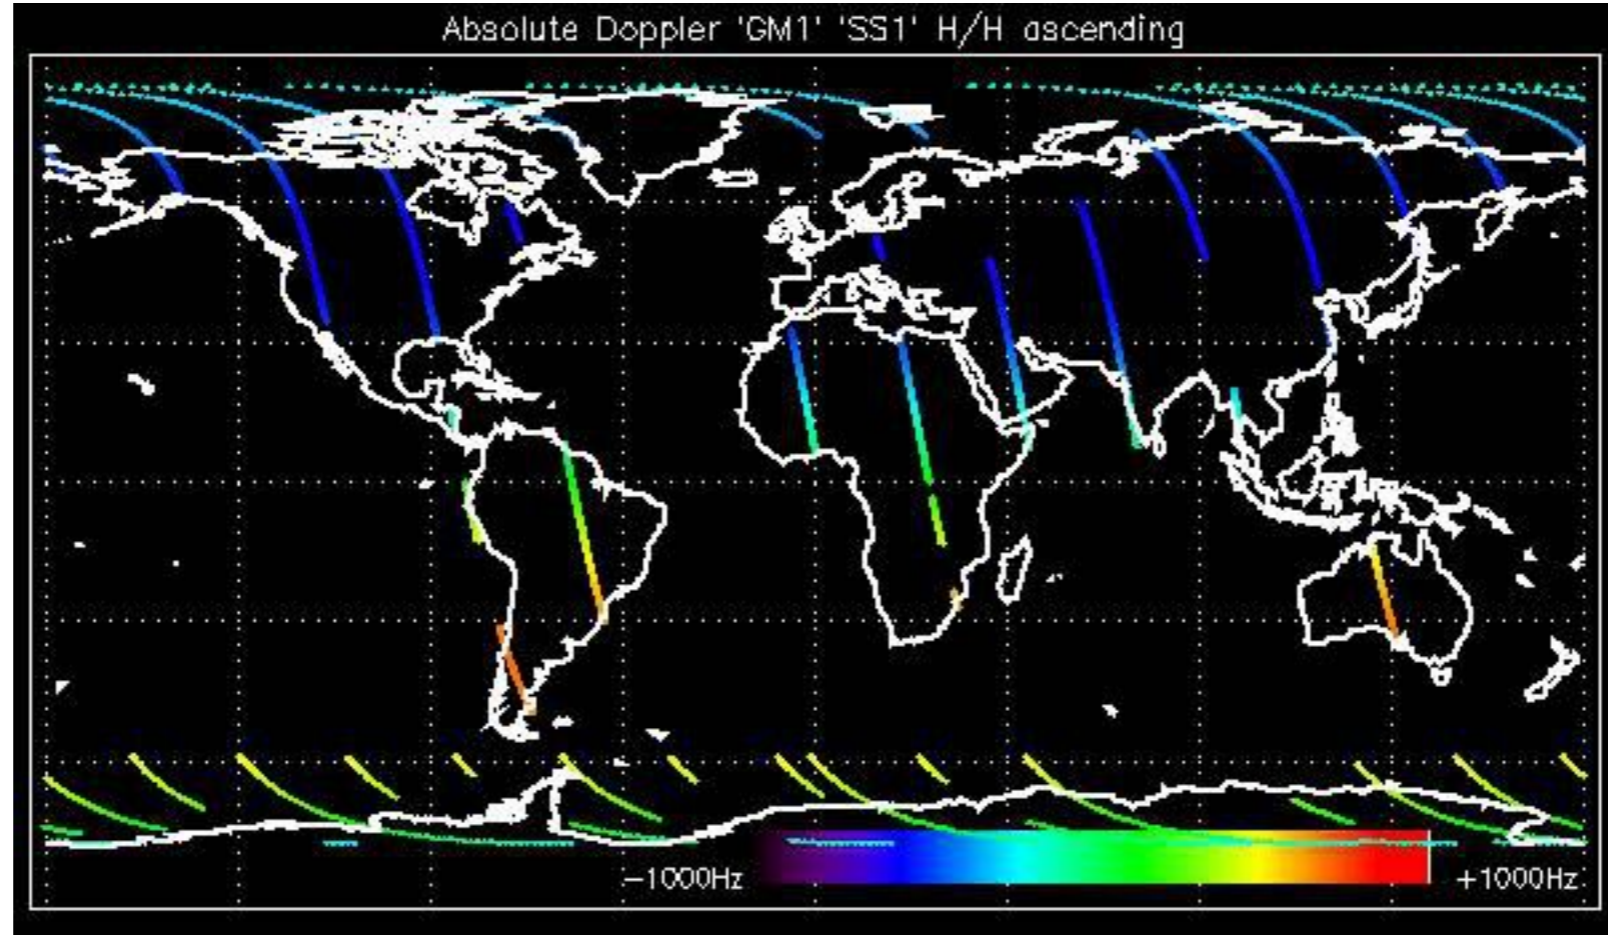 Absolute Doppler 'GM1' 'SS1' H/H ascending
−1000Hz
+1000Hz